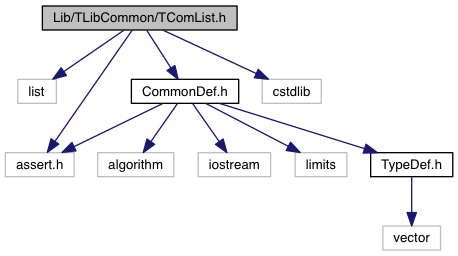 Lib/TLibCommon/TComList.h
list
CommonDef.h
cstdlib
assert.h
algorithm
iostream
limits
TypeDef.h
vector